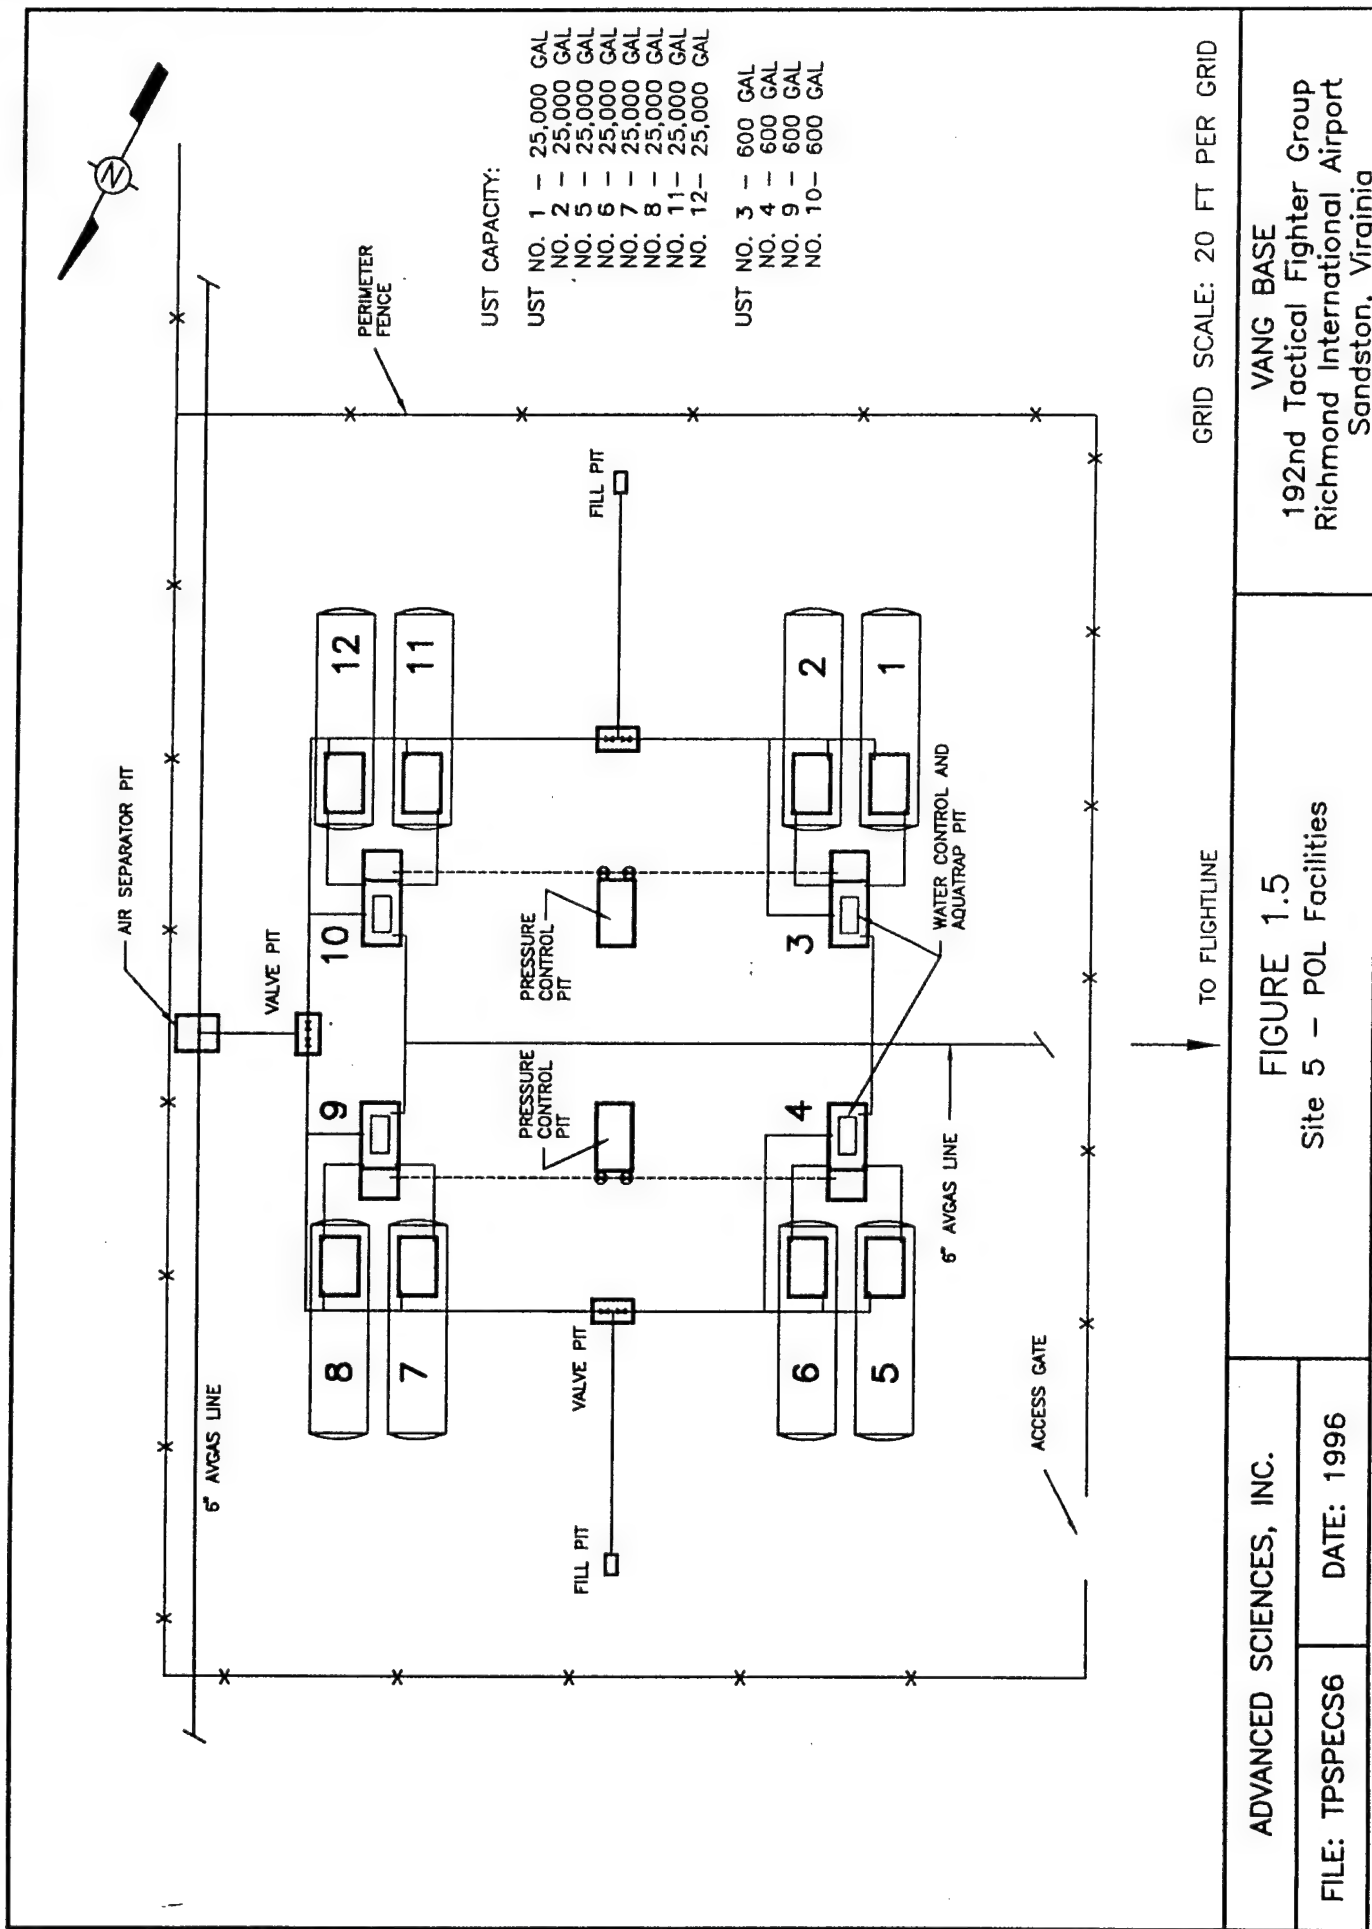 AIR SEPARATOR PIT
6" AVGAS LINE
PERIMETER
FENCE
VALVE PIT
UST CAPACITY:
UST NO. 1 – 25,000 GAL
NO. 2 – 25,000 GAL
NO. 5 – 25,000 GAL
NO. 6 – 25,000 GAL
NO. 7 – 25,000 GAL
NO. 8 – 25,000 GAL
NO. 11– 25,000 GAL
NO. 12– 25,000 GAL
UST NO. 3 – 600 GAL
NO. 4 – 600 GAL
NO. 9 – 600 GAL
NO. 10– 600 GAL
8
9
10
12
7
11
PRESSURE
CONTROL
PIT
PRESSURE
CONTROL
PIT
FILL PIT
VALVE PIT
FILL PIT
6
4
3
2
5
1
WATER CONTROL AND
AQUATRAP PIT
6" AVGAS LINE
ACCESS GATE
TO FLIGHTLINE
GRID SCALE: 20 FT PER GRID
N
ADVANCED SCIENCES, INC.
FILE: TPSPECS6
DATE: 1996
FIGURE 1.5
Site 5 – POL Facilities
VANG BASE
192nd Tactical Fighter Group
Richmond International Airport
Sandston, Virginia